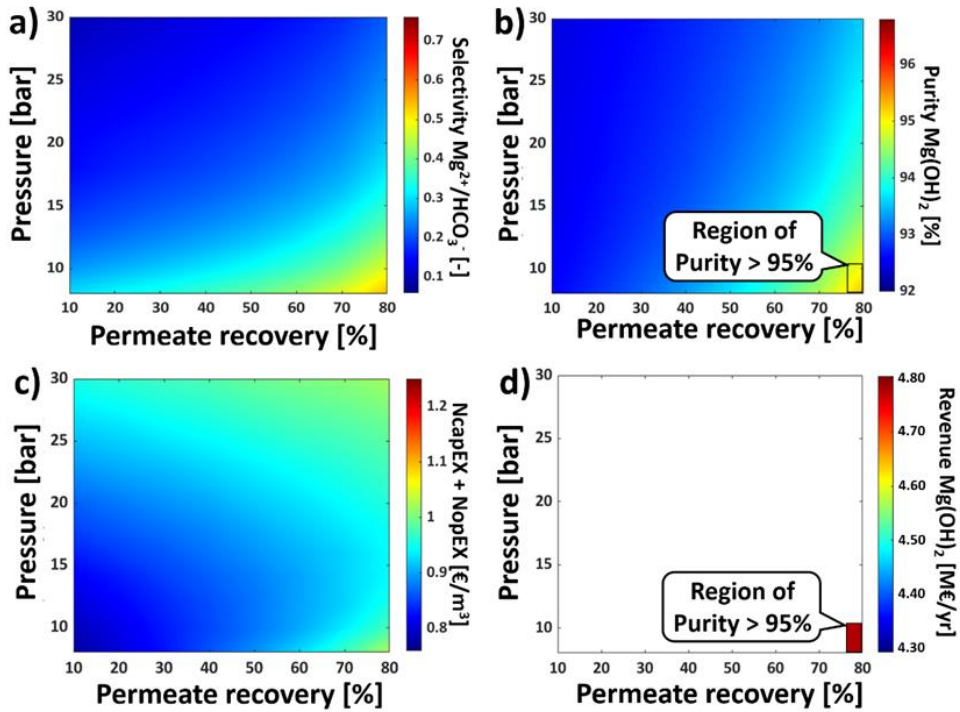 a)
30
25
20
15
10
Pressure [bar]
10 20 30 40 50 60 70 80
Permeate recovery [%]
0.7
0.6
0.5
0.4
0.3
0.2
0.1
Selectivity Mg²⁺/HCO₃⁻ [-]
b)
30
25
20
15
10
Pressure [bar]
Region of
Purity > 95%
10 20 30 40 50 60 70 80
Permeate recovery [%]
96
95
94
93
92
Purity Mg(OH)₂ [%]
c)
30
25
20
15
10
Pressure [bar]
10 20 30 40 50 60 70 80
Permeate recovery [%]
1.2
1.1
1
0.9
0.8
NcapEX + NopEX [€/m³]
d)
30
25
20
15
10
Pressure [bar]
Region of
Purity > 95%
10 20 30 40 50 60 70 80
Permeate recovery [%]
4.80
4.70
4.60
4.50
4.40
4.30
Revenue Mg(OH)₂ [M€/yr]